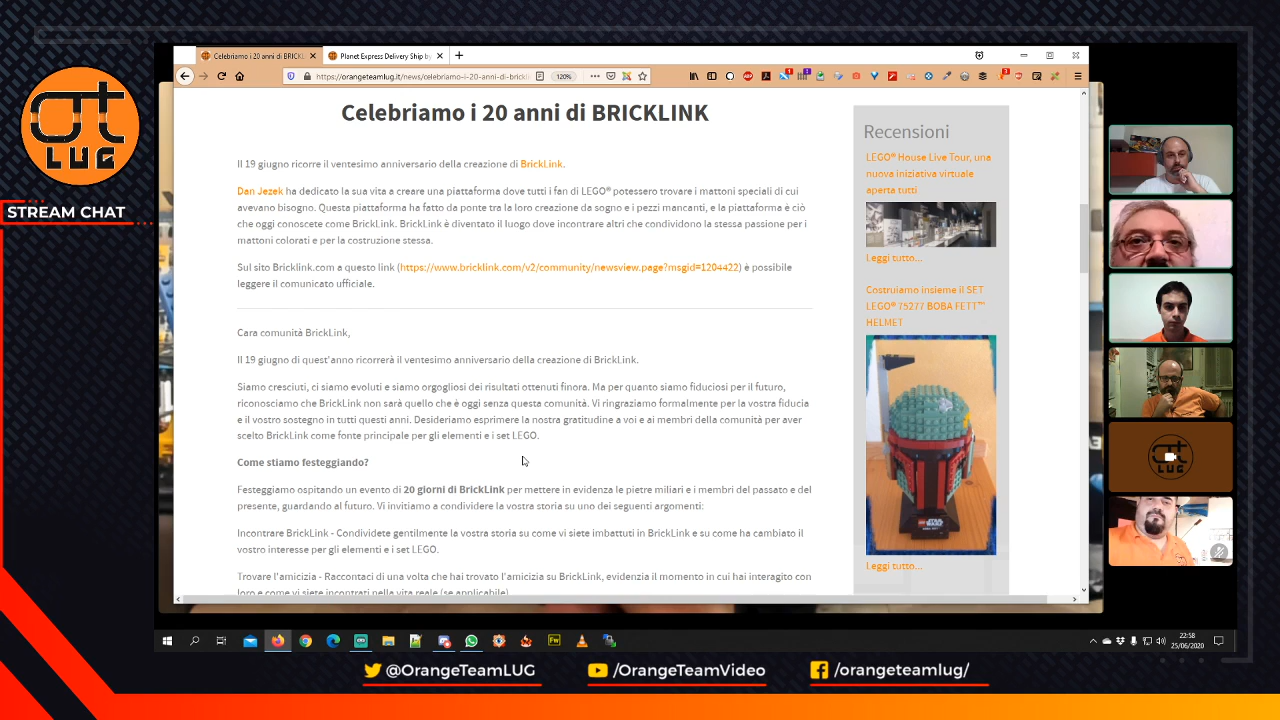 Celebriamo i 20 anni di BRICKL
Planet Express Delivery Ship by
https://orangeteamlug.it/news/celebriamo-i-20-anni-di-brickli
120%
LUG
STREAM CHAT
Celebriamo i 20 anni di BRICKLINK
Il 19 giugno ricorre il ventesimo anniversario della creazione di BrickLink.
Dan Jezek ha dedicato la sua vita a creare una piattaforma dove tutti i fan di LEGO® potessero trovare i mattoni speciali di cui
avevano bisogno. Questa piattaforma ha fatto da ponte tra la loro creazione da sogno e i pezzi mancanti, e la piattaforma è ciò
che oggi conoscete come BrickLink. BrickLink è diventato il luogo dove incontrare altri che condividono la stessa passione per i
mattoni colorati e per la costruzione stessa.
Sul sito Bricklink.com a questo link (https://www.bricklink.com/v2/community/newsview.page?msgid=1204422) è possibile
leggere il comunicato ufficiale.
Cara comunità BrickLink,
Il 19 giugno di quest'anno ricorrerà il ventesimo anniversario della creazione di BrickLink.
Siamo cresciuti, ci siamo evoluti e siamo orgogliosi dei risultati ottenuti finora. Ma per quanto siamo fiduciosi per il futuro,
riconosciamo che BrickLink non sarà quello che è oggi senza questa comunità. Vi ringraziamo formalmente per la vostra fiducia
e il vostro sostegno in tutti questi anni. Desideriamo esprimere la nostra gratitudine a voi e ai membri della comunità per aver
scelto BrickLink come fonte principale per gli elementi e i set LEGO.
Come stiamo festeggiando?
Festeggiamo ospitando un evento di 20 giorni di BrickLink per mettere in evidenza le pietre miliari e i membri del passato e del
presente, guardando al futuro. Vi invitiamo a condividere la vostra storia su uno dei seguenti argomenti:
Incontrare BrickLink - Condividete gentilmente la vostra storia su come vi siete imbattuti in BrickLink e su come ha cambiato il
vostro interesse per gli elementi e i set LEGO.
Trovare l'amicizia - Raccontaci di una volta che hai trovato l'amicizia su BrickLink, evidenzia il momento in cui hai interagito con
loro e come vi siete incontrati nella vita reale (se applicabile)
Recensioni
LEGO® House Live Tour, una
nuova iniziativa virtuale
aperta tutti
Leggi tutto...
Costruiamo insieme il SET
LEGO® 75277 BOBA FETT™
HELMET
STAR WARS
Leggi tutto...
LUG
22:58
25/06/2020
@OrangeTeamLUG
/OrangeTeamVideo
/orangeteamlug/